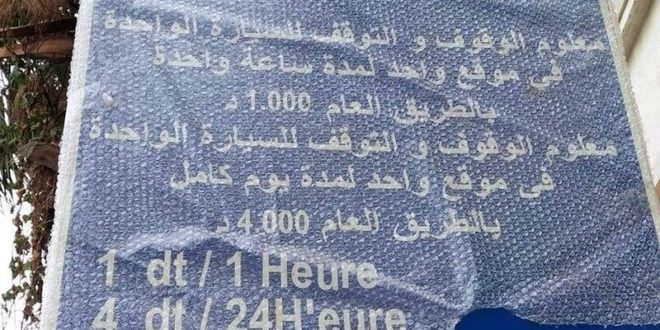 معلوم الوقوف و التوقف للسيارة الواحدة
في موقع واحد لمدة ساعة واحدة
بالطريق العام 1.000 د
معلوم الوقوف و التوقف للسيارة الواحدة
في موقع واحد لمدة يوم كامل
بالطريق العام 4.000 د
1 dt / 1 Heure
4 dt / 24H'eure